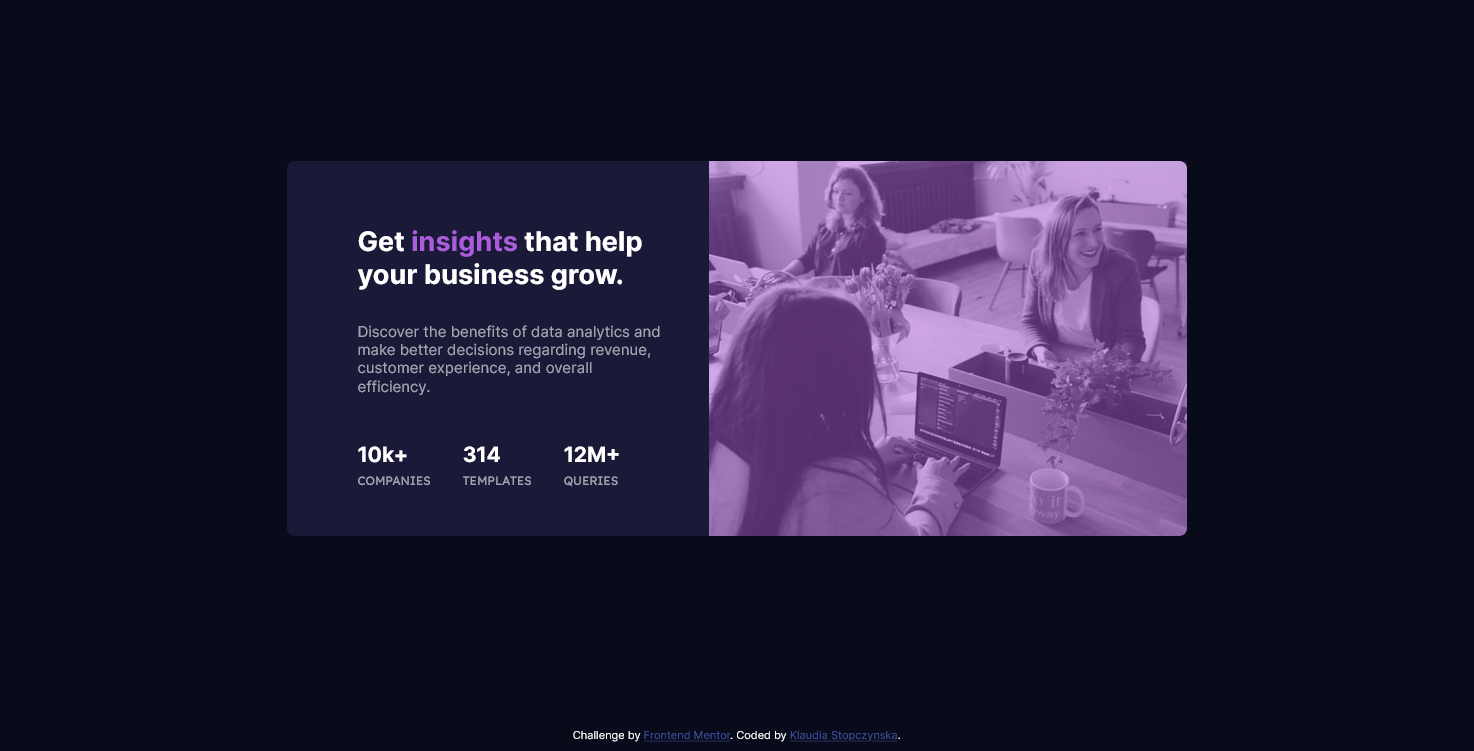 Get insights that help
your business grow.
Discover the benefits of data analytics and
make better decisions regarding revenue,
customer experience, and overall
efficiency.
10k+ 314 12M+
COMPANIES TEMPLATES QUERIES
Challenge by Frontend Mentor. Coded by Klaudia Stopczynska.